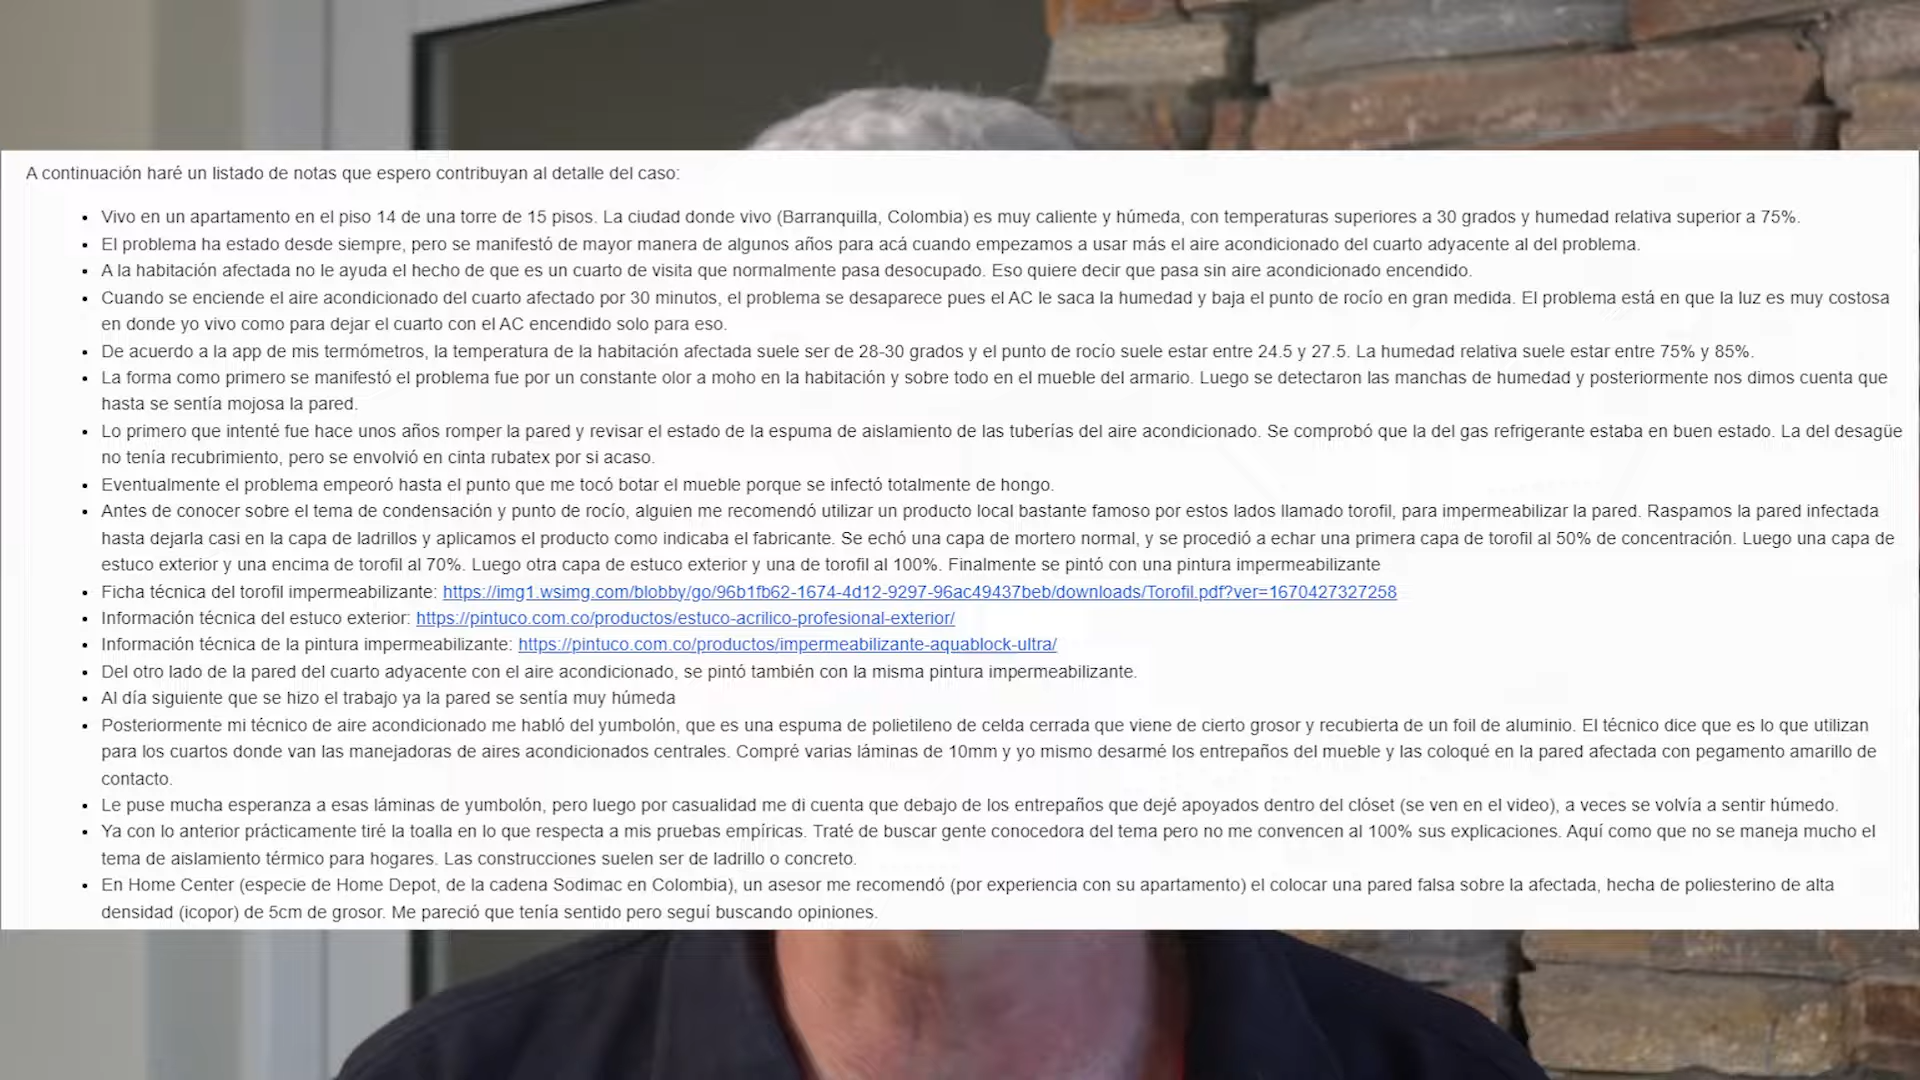 A continuación haré un listado de notas que espero contribuyan al detalle del caso:
• Vivo en un apartamento en el piso 14 de una torre de 15 pisos. La ciudad donde vivo (Barranquilla, Colombia) es muy caliente y húmeda, con temperaturas superiores a 30 grados y humedad relativa superior a 75%.
• El problema ha estado desde siempre, pero se manifestó de mayor manera de algunos años para acá cuando empezamos a usar más el aire acondicionado del cuarto adyacente al del problema.
• A la habitación afectada no le ayuda el hecho de que es un cuarto de visita que normalmente pasa desocupado. Eso quiere decir que pasa sin aire acondicionado encendido.
• Cuando se enciende el aire acondicionado del cuarto afectado por 30 minutos, el problema se desaparece pues el AC le saca la humedad y baja el punto de rocío en gran medida. El problema está en que la luz es muy costosa
en donde yo vivo como para dejar el cuarto con el AC encendido solo para eso.
• De acuerdo a la app de mis termómetros, la temperatura de la habitación afectada suele ser de 28-30 grados y el punto de rocío suele estar entre 24.5 y 27.5. La humedad relativa suele estar entre 75% y 85%.
• La forma como primero se manifestó el problema fue por un constante olor a moho en la habitación y sobre todo en el mueble del armario. Luego se detectaron las manchas de humedad y posteriormente nos dimos cuenta que
hasta se sentía mojosa la pared.
• Lo primero que intenté fue hace unos años romper la pared y revisar el estado de la espuma de aislamiento de las tuberías del aire acondicionado. Se comprobó que la del gas refrigerante estaba en buen estado. La del desagüe
no tenía recubrimiento, pero se envolvió en cinta rubatex por si acaso.
• Eventualmente el problema empeoró hasta el punto que me tocó botar el mueble porque se infectó totalmente de hongo.
• Antes de conocer sobre el tema de condensación y punto de rocío, alguien me recomendó utilizar un producto local bastante famoso por estos lados llamado torofil, para impermeabilizar la pared. Raspamos la pared infectada
hasta dejarla casi en la capa de ladrillos y aplicamos el producto como indicaba el fabricante. Se echó una capa de mortero normal, y se procedió a echar una primera capa de torofil al 50% de concentración. Luego una capa de
estuco exterior y una encima de torofil al 70%. Luego otra capa de estuco exterior y una de torofil al 100%. Finalmente se pintó con una pintura impermeabilizante
• Ficha técnica del torofil impermeabilizante: https://img1.wsimg.com/blobby/go/96b1fb62-1674-4d12-9297-96ac49437beb/downloads/Torofil.pdf?ver=1670427327258
• Información técnica del estuco exterior: https://pintuco.com.co/productos/estuco-acrilico-profesional-exterior/
• Información técnica de la pintura impermeabilizante: https://pintuco.com.co/productos/impermeabilizante-aquablock-ultra/
• Del otro lado de la pared del cuarto adyacente con el aire acondicionado, se pintó también con la misma pintura impermeabilizante.
• Al día siguiente que se hizo el trabajo ya la pared se sentía muy húmeda
• Posteriormente mi técnico de aire acondicionado me habló del yumbolón, que es una espuma de polietileno de celda cerrada que viene de cierto grosor y recubierta de un foil de aluminio. El técnico dice que es lo que utilizan
para los cuartos donde van las manejadoras de aires acondicionados centrales. Compré varias láminas de 10mm y yo mismo desarmé los entrepaños del mueble y las coloqué en la pared afectada con pegamento amarillo de
contacto.
• Le puse mucha esperanza a esas láminas de yumbolón, pero luego por casualidad me di cuenta que debajo de los entrepaños que dejé apoyados dentro del clóset (se ven en el video), a veces se volvía a sentir húmedo.
• Ya con lo anterior prácticamente tiré la toalla en lo que respecta a mis pruebas empíricas. Traté de buscar gente conocedora del tema pero no me convencen al 100% sus explicaciones. Aquí como que no se maneja mucho el
tema de aislamiento térmico para hogares. Las construcciones suelen ser de ladrillo o concreto.
• En Home Center (especie de Home Depot, de la cadena Sodimac en Colombia), un asesor me recomendó (por experiencia con su apartamento) el colocar una pared falsa sobre la afectada, hecha de poliesterino de alta
densidad (icopor) de 5cm de grosor. Me pareció que tenía sentido pero seguí buscando opiniones.